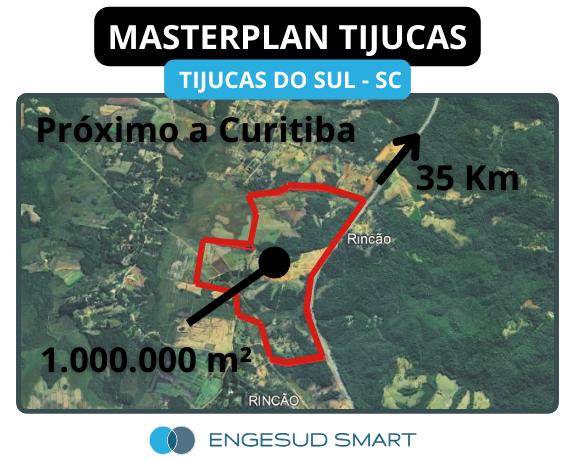 MASTERPLAN TIJUCAS
TIJUCAS DO SUL - SC
Próximo a Curitiba
35 Km
Rincão
1.000.000 m²
RINCÃO
ENGESUD SMART